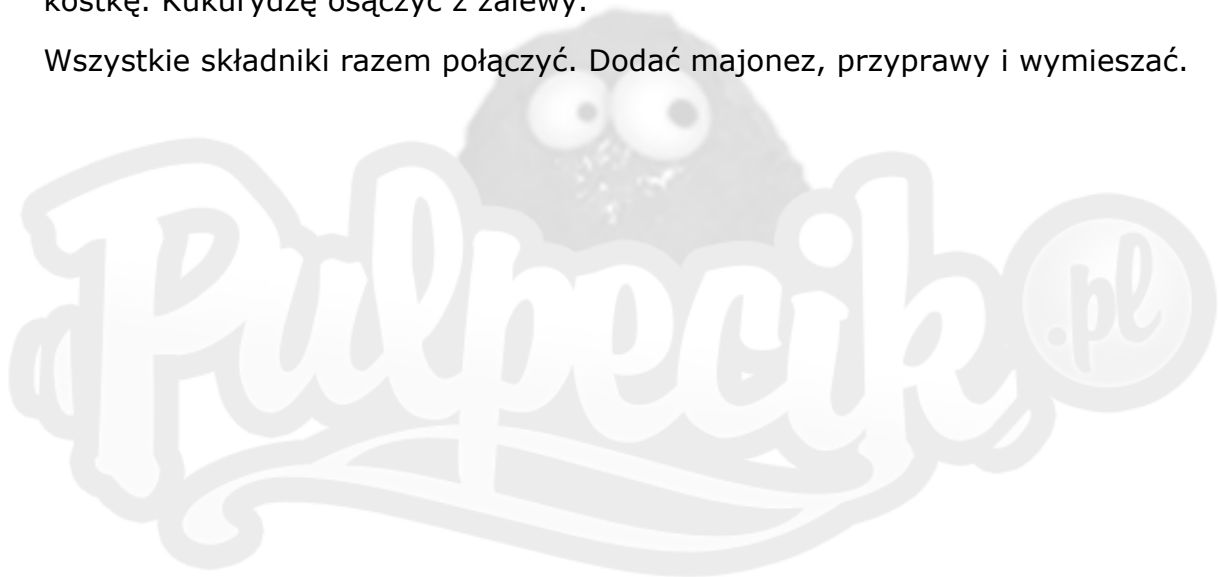 kostkę. Kukurydzę osączyć z zalewy.
Wszystkie składniki razem połączyć. Dodać majonez, przyprawy i wymieszać.
Pulpecik.pl